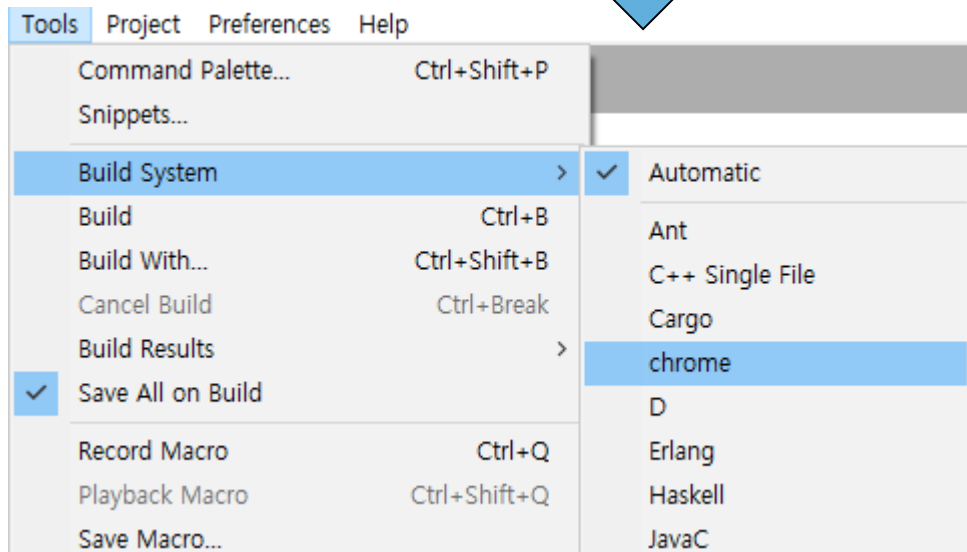 Tools Project Preferences Help
Command Palette... Ctrl+Shift+P
Snippets...
Build System >
Build Ctrl+B
Build With... Ctrl+Shift+B
Cancel Build Ctrl+Break
Build Results >
Save All on Build
Record Macro Ctrl+Q
Playback Macro Ctrl+Shift+Q
Save Macro...
Automatic
Ant
C++ Single File
Cargo
chrome
D
Erlang
Haskell
JavaC